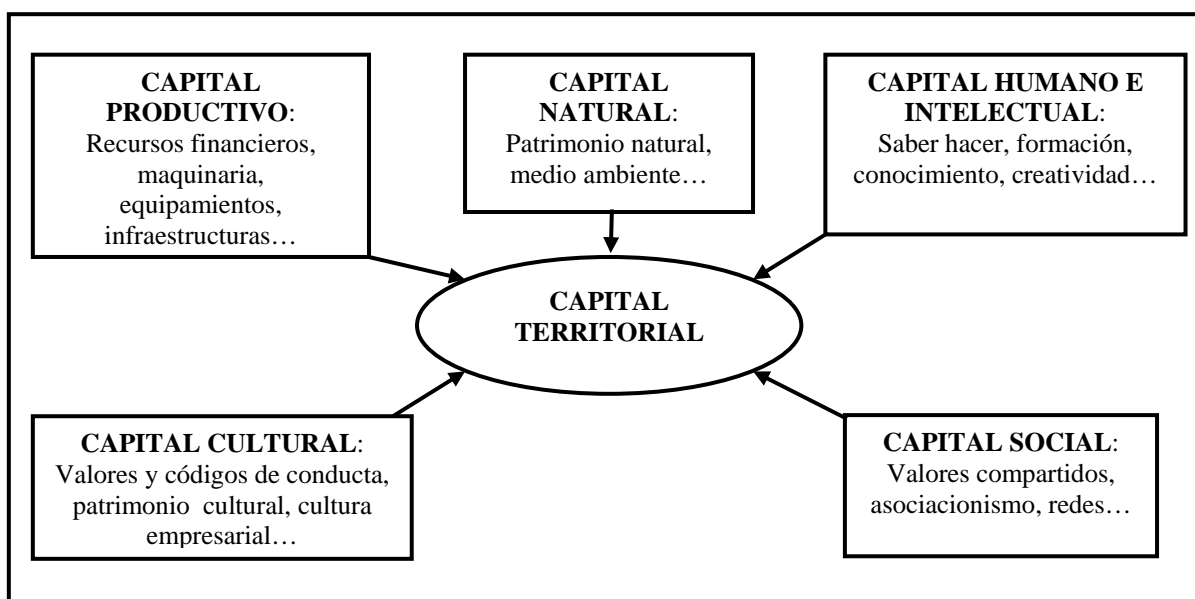 CAPITAL
PRODUCTIVO:
Recursos financieros,
maquinaria,
equipamientos,
infraestructuras…
CAPITAL
NATURAL:
Patrimonio natural,
medio ambiente…
CAPITAL HUMANO E
INTELECTUAL:
Saber hacer, formación,
conocimiento, creatividad…
CAPITAL
TERRITORIAL
CAPITAL CULTURAL:
Valores y códigos de conducta,
patrimonio cultural, cultura
empresarial…
CAPITAL SOCIAL:
Valores compartidos,
asociacionismo, redes…